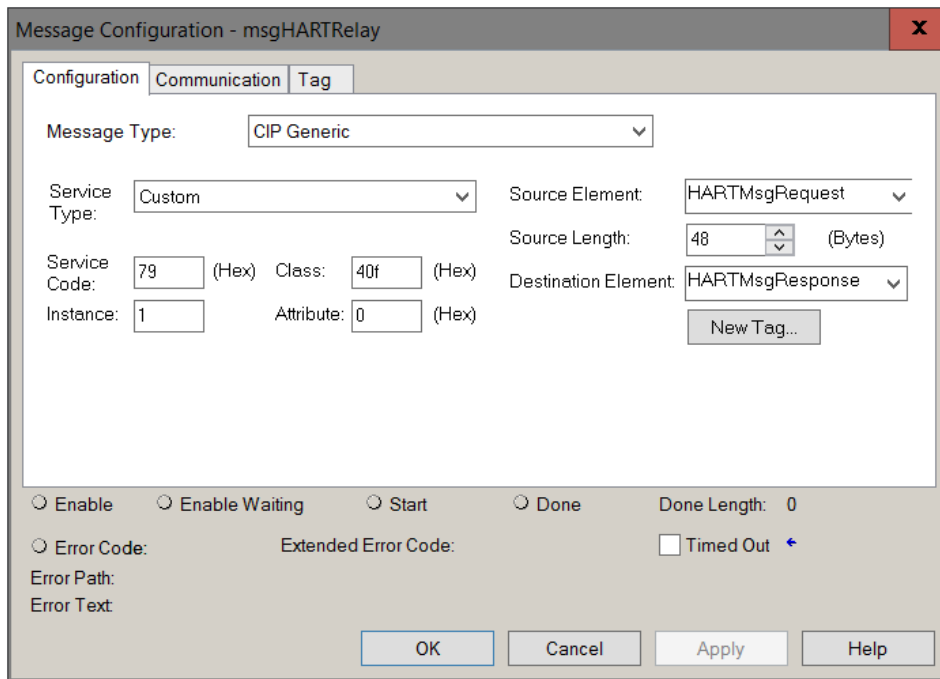 Message Configuration - msgHARTRelay
x
Configuration Communication Tag
Message Type: CIP Generic
Service Type: Custom
Source Element: HARTMsgRequest
Source Length: 48 (Bytes)
Service Code: 79 (Hex) Class: 40f (Hex)
Destination Element: HARTMsgResponse
Instance: 1 Attribute: 0 (Hex)
New Tag...
Enable Enable Waiting Start Done Done Length: 0
Error Code: Extended Error Code: Timed Out
Error Path:
Error Text:
OK Cancel Apply Help